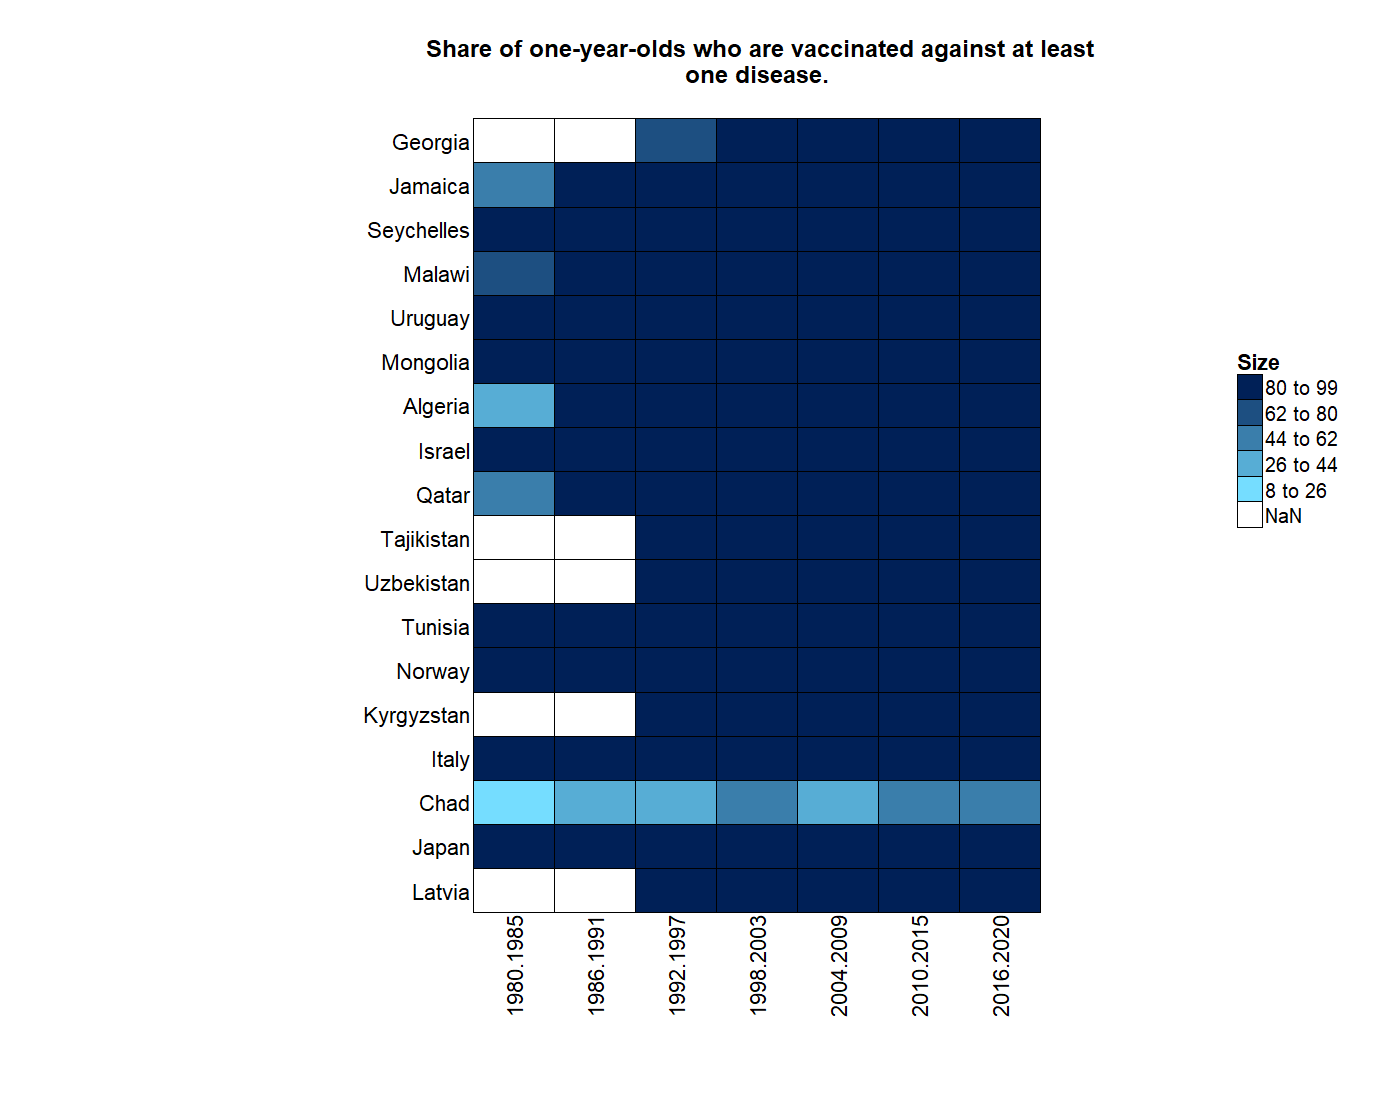 Share of one-year-olds who are vaccinated against at least
one disease.
Georgia
Jamaica
Seychelles
Malawi
Uruguay
Mongolia
Algeria
Israel
Qatar
Tajikistan
Uzbekistan
Tunisia
Norway
Kyrgyzstan
Italy
Chad
Japan
Latvia
1980.1985
1986.1991
1992.1997
1998.2003
2004.2009
2010.2015
2016.2020
Size
80 to 99
62 to 80
44 to 62
26 to 44
8 to 26
NaN